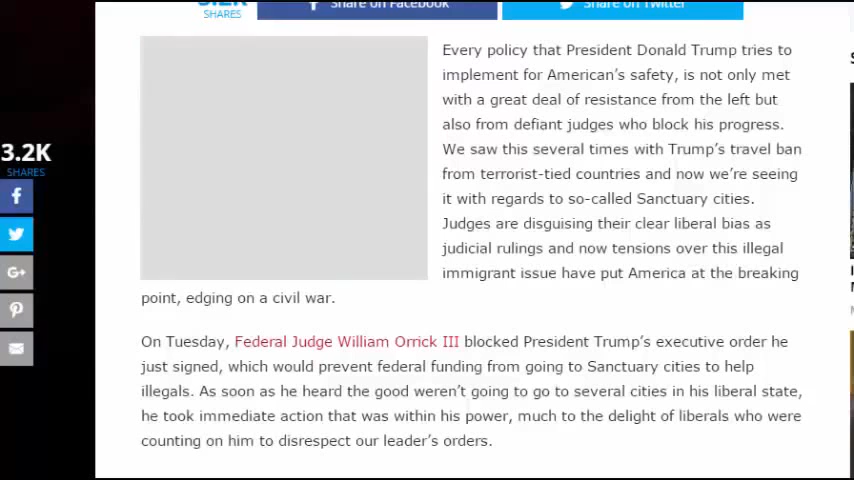 3.2K
SHARES
Share on Facebook
Share on Twitter
Every policy that President Donald Trump tries to
implement for American's safety, is not only met
with a great deal of resistance from the left but
also from defiant judges who block his progress.
We saw this several times with Trump's travel ban
from terrorist-tied countries and now we're seeing
it with regards to so-called Sanctuary cities.
Judges are disguising their clear liberal bias as
judicial rulings and now tensions over this illegal
immigrant issue have put America at the breaking
point, edging on a civil war.
3.2K
SHARES
On Tuesday, Federal Judge William Orrick III blocked President Trump's executive order he
just signed, which would prevent federal funding from going to Sanctuary cities to help
illegals. As soon as he heard the good weren't going to go to several cities in his liberal state,
he took immediate action that was within his power, much to the delight of liberals who were
counting on him to disrespect our leader's orders.